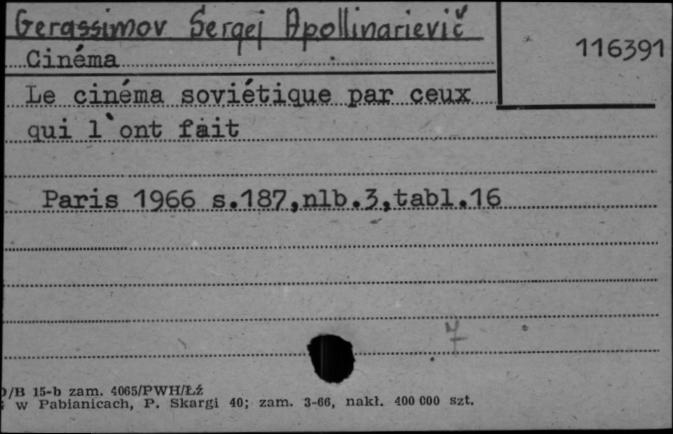 Gerassimov Sergej Apollinarievič
116391
Cinéma
Le cinéma soviétique par ceux
qui l'ont fait
Paris 1966 s.187,nlb.3,tabl.16
7
/B 15-b zam. 4065/PWH/Łź
w Pabianicach, P. Skargi 40; zam. 3-66, nakł. 400 000 szt.